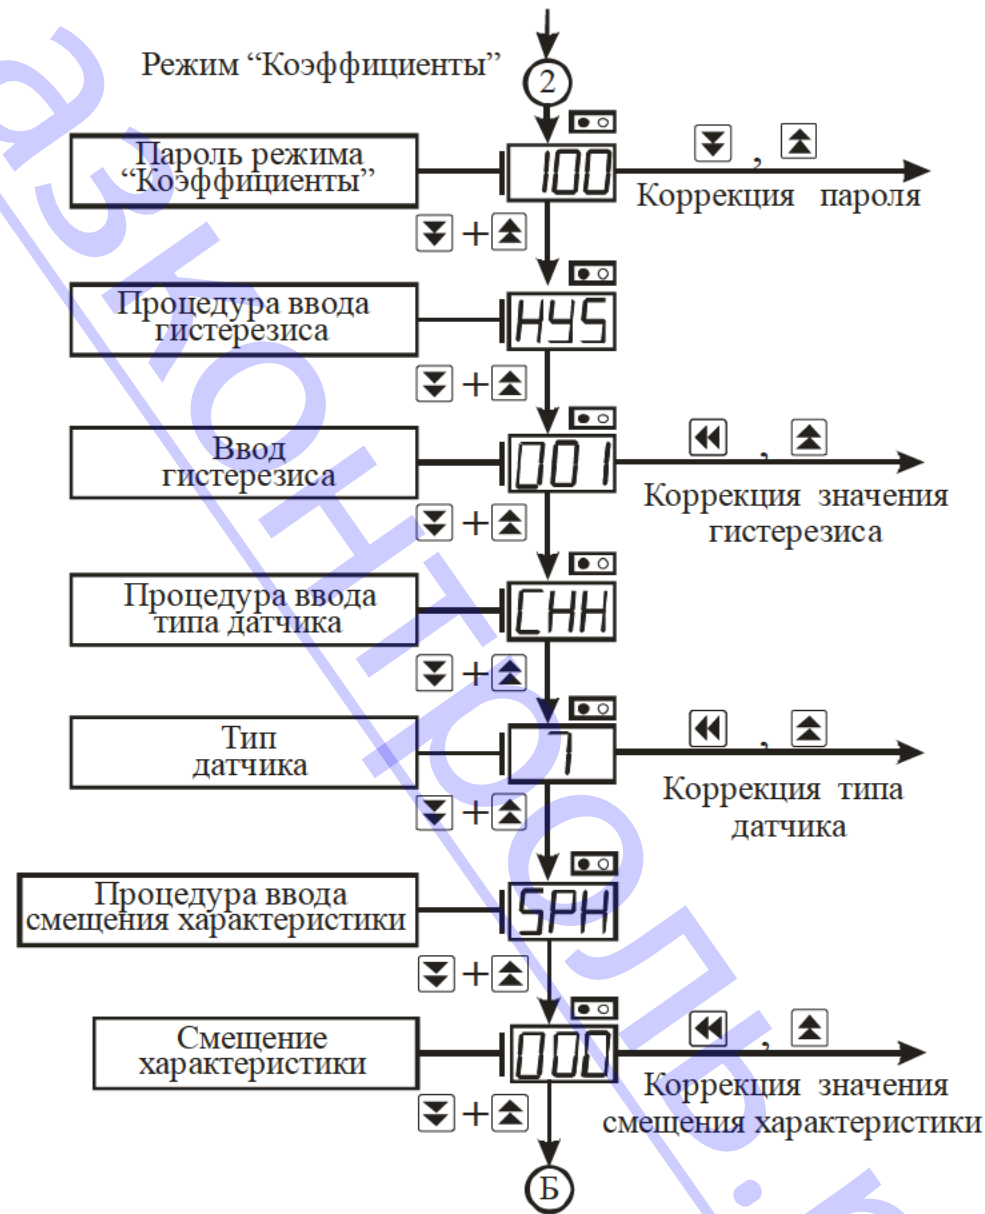 Режим “Коэффициенты”
2
Пароль режима
“Коэффициенты”
100
,
Коррекция пароля
+
Процедура ввода
гистерезиса
HYS
+
Ввод
гистерезиса
001
,
Коррекция значения
гистерезиса
+
Процедура ввода
типа датчика
CHH
+
Тип
датчика
7
,
Коррекция типа
датчика
+
Процедура ввода
смещения характеристики
SPH
+
Смещение
характеристики
000
,
Коррекция значения
смещения характеристики
+
Б